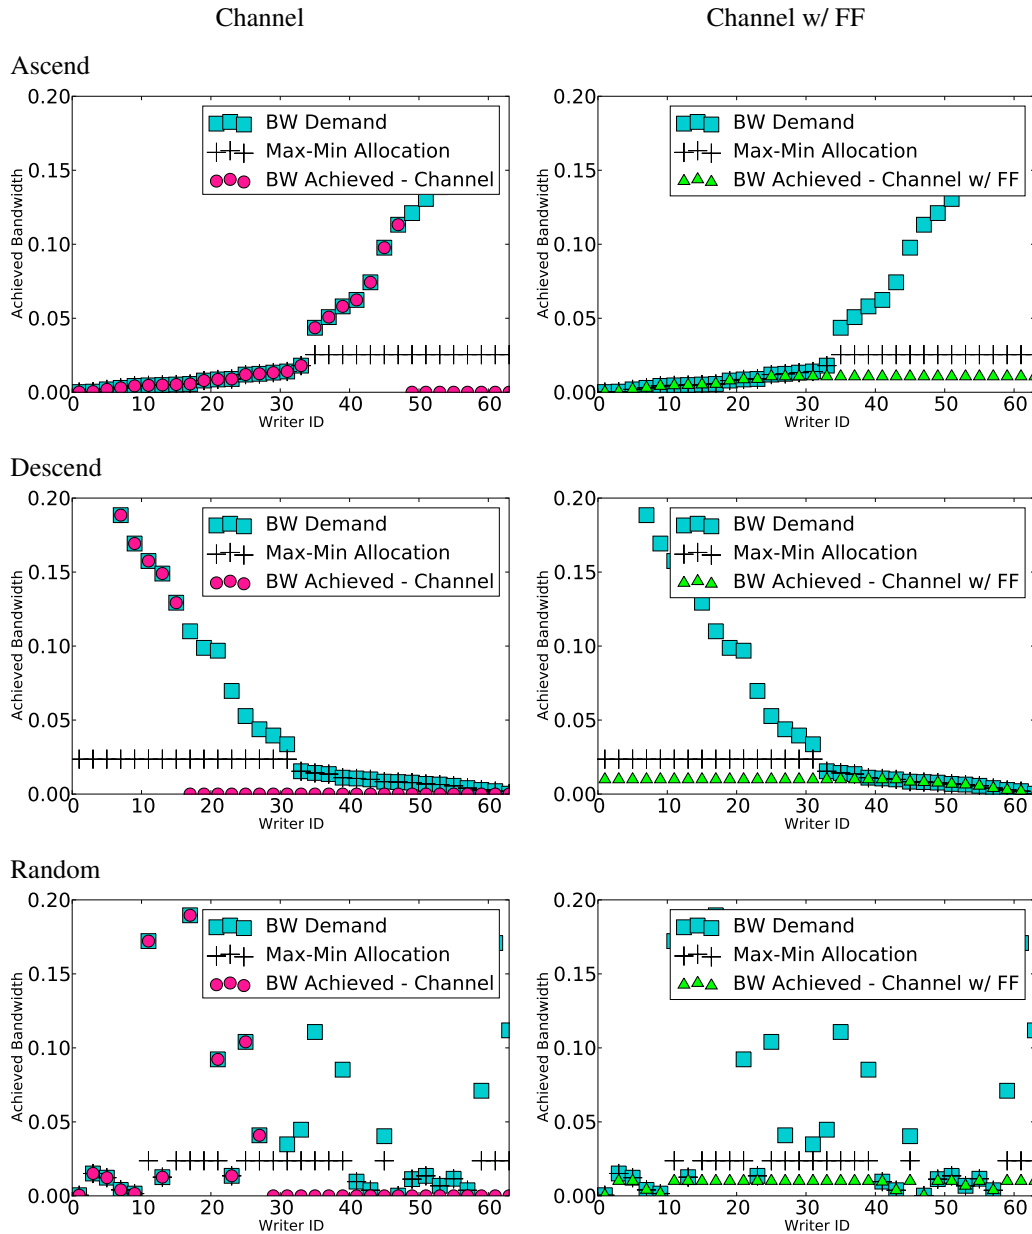 Channel
Channel w/ FF
Ascend
0.20
0.15
0.10
0.05
0.00
0 10 20 30 40 50 60
Achieved Bandwidth
Writer ID
BW Demand
Max-Min Allocation
BW Achieved - Channel
0.20
0.15
0.10
0.05
0.00
0 10 20 30 40 50 60
Achieved Bandwidth
Writer ID
BW Demand
Max-Min Allocation
BW Achieved - Channel w/ FF
Descend
0.20
0.15
0.10
0.05
0.00
0 10 20 30 40 50 60
Achieved Bandwidth
Writer ID
BW Demand
Max-Min Allocation
BW Achieved - Channel
0.20
0.15
0.10
0.05
0.00
0 10 20 30 40 50 60
Achieved Bandwidth
Writer ID
BW Demand
Max-Min Allocation
BW Achieved - Channel w/ FF
Random
0.20
0.15
0.10
0.05
0.00
0 10 20 30 40 50 60
Achieved Bandwidth
Writer ID
BW Demand
Max-Min Allocation
BW Achieved - Channel
0.20
0.15
0.10
0.05
0.00
0 10 20 30 40 50 60
Achieved Bandwidth
Writer ID
BW Demand
Max-Min Allocation
BW Achieved - Channel w/ FF